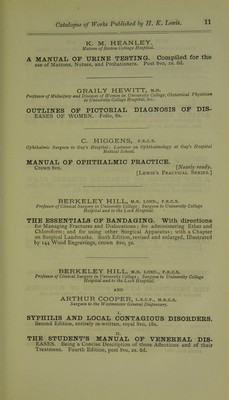 Catalogue of Works Published by H. K. Lewis. 11
K. M. HEANLEY.
Matron of Boston Cottage Hospital.
A MANUAL OF URINE TESTING. Compiled for the
use of Matrons, Nurses, and Probationers. Post 8vo, 1s. 6d.
GRAILY HEWITT, M.D.
Professor of Midwifery and Diseases of Women in University College; Obstetrical Physician
to University College Hospital, &c.
OUTLINES OF PICTORIAL DIAGNOSIS OF DIS-
EASES OF WOMEN. Folio, 6s.
C. HIGGENS, F.R.C.S.
Ophthalmic Surgeon to Guy's Hospital; Lecturer on Ophthalmology at Guy's Hospital
Medical School.
MANUAL OF OPHTHALMIC PRACTICE.
Crown 8vo. [Nearly ready.
[LEWIS'S PRACTICAL SERIES.]
BERKELEY HILL, M.B. LOND., F.R.C.S.
Professor of Clinical Surgery in University College; Surgeon to University College
Hospital and to the Lock Hospital.
THE ESSENTIALS OF BANDAGING. With directions
for Managing Fractures and Dislocations; for administering Ether and
Chloroform; and for using other Surgical Apparatus; with a Chapter
on Surgical Landmarks. Sixth Edition, revised and enlarged, Illustrated
by 144 Wood Engravings, crown 8vo, 5s.
BERKELEY HILL, M.B. LOND., F.R.C.S.
Professor of Clinical Surgery in University College; Surgeon to University College
Hospital and to the Lock Hospital.
AND
ARTHUR COOPER, L.R.C.P., M.R.C.S.
Surgeon to the Westminster General Dispensary.
I.
SYPHILIS AND LOCAL CONTAGIOUS DISORDERS.
Second Edition, entirely re-written, royal 8vo, 18s.
II.
THE STUDENT'S MANUAL OF VENEREAL DIS-
EASES. Being a Concise Description of those Affections and of their
Treatment. Fourth Edition, post 8vo, 2s. 6d.